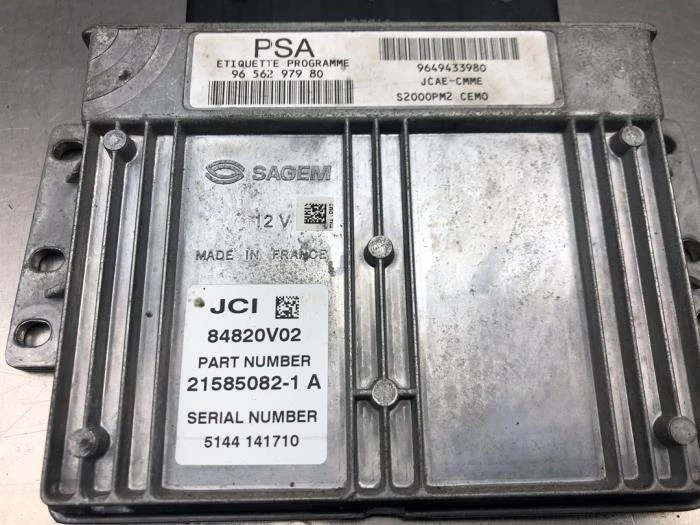 PSA
ETIQUETTE PROGRAMME
96 562 979 80
9649433980
JCAE-CMME
S2000PM2 CEMO
SAGEM
12 V
MADE IN FRANCE
JCI
84820V02
PART NUMBER
21585082-1 A
SERIAL NUMBER
5144 141710